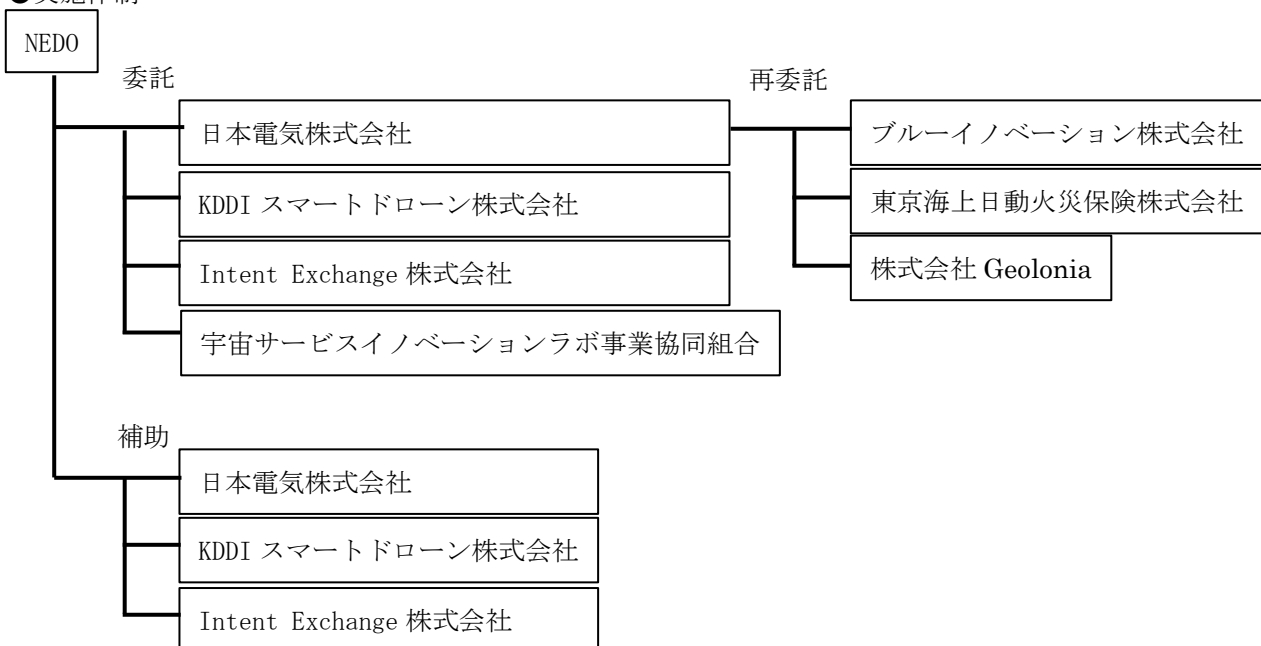 NEDO
委託
再委託
日本電気株式会社
ブルーイノベーション株式会社
KDDI スマートドローン株式会社
東京海上日動火災保険株式会社
Intent Exchange 株式会社
株式会社 Geolonia
宇宙サービスイノベーションラボ事業協同組合
補助
日本電気株式会社
KDDI スマートドローン株式会社
Intent Exchange 株式会社